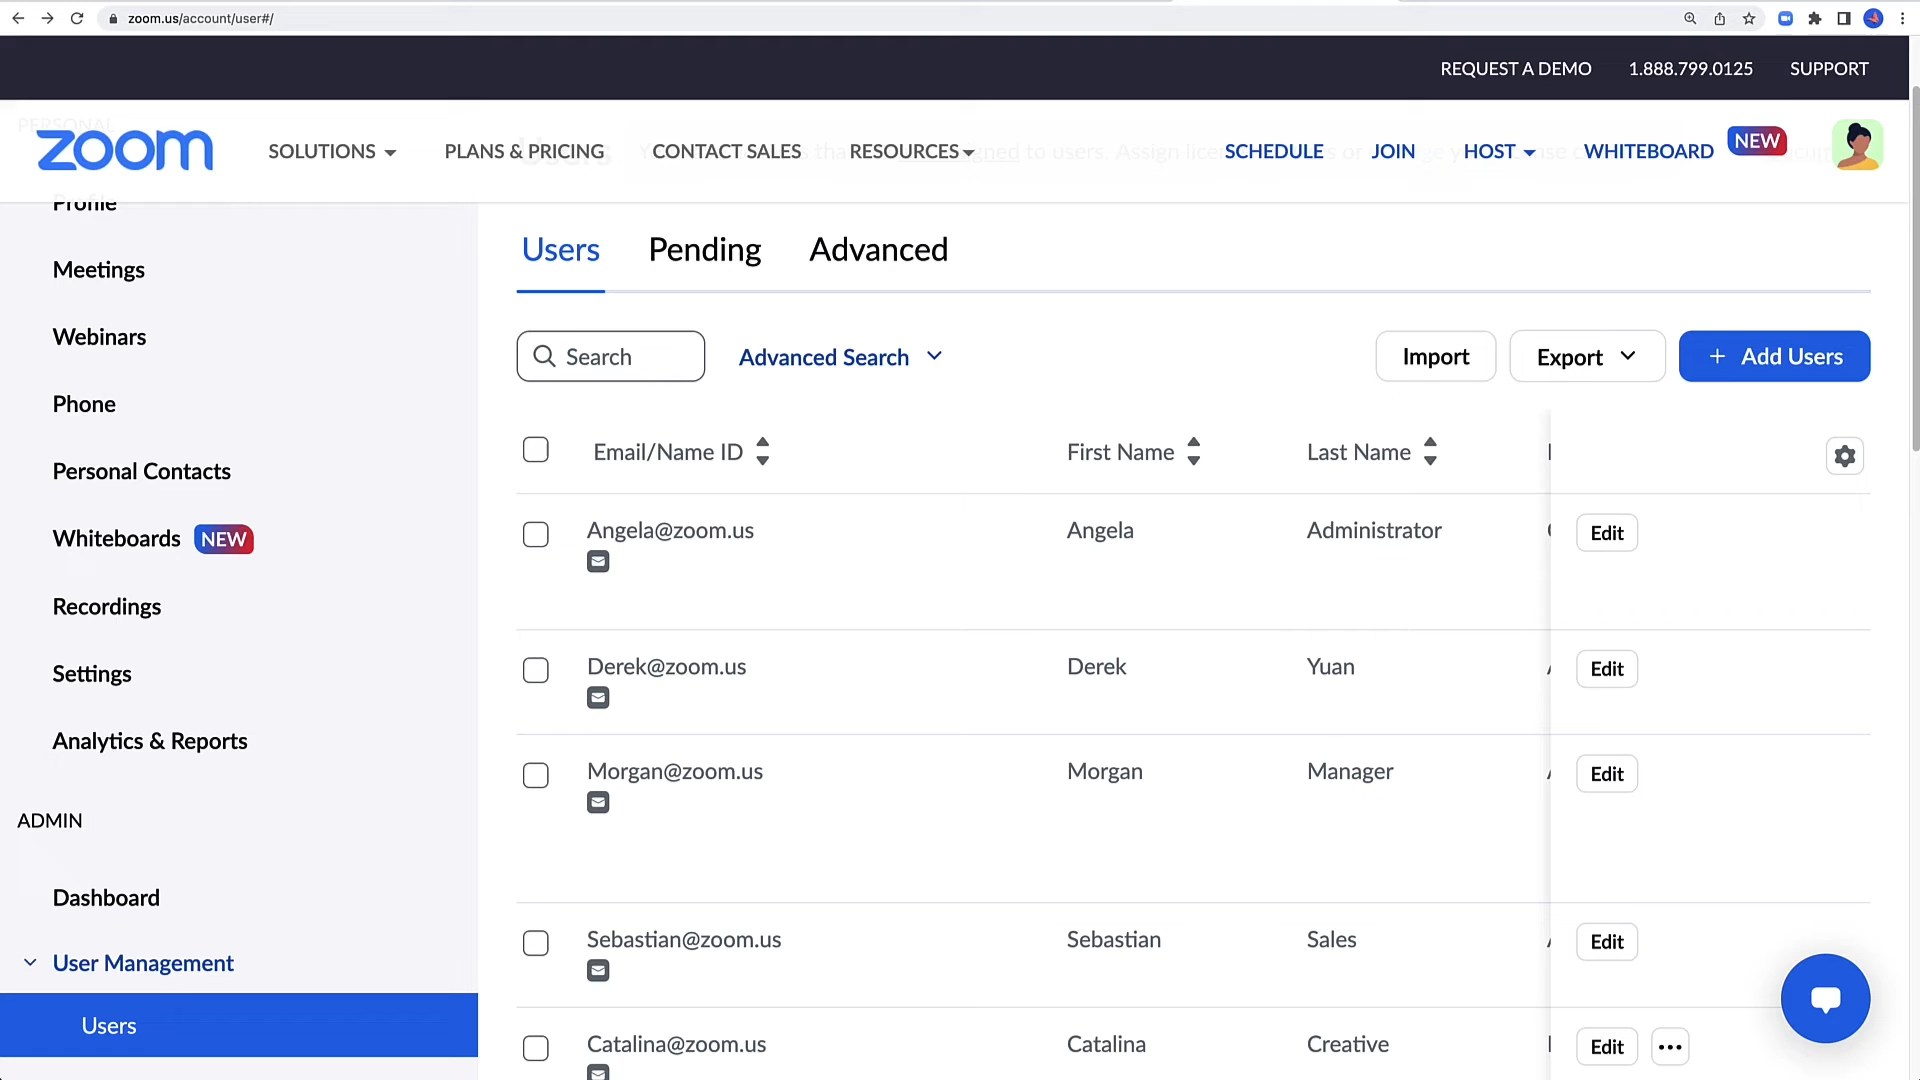 zoom.us/account/user#/
REQUEST A DEMO 1.888.799.0125 SUPPORT
PERSONAL
zoom SOLUTIONS PLANS & PRICING CONTACT SALES RESOURCES SCHEDULE JOIN HOST WHITEBOARD NEW
Profile
Meetings
Webinars
Phone
Personal Contacts
Whiteboards NEW
Recordings
Settings
Analytics & Reports
ADMIN
Dashboard
User Management
Users
Users Pending Advanced
Search Advanced Search Import Export + Add Users
Email/Name ID First Name Last Name
Angela@zoom.us Angela Administrator Edit
Derek@zoom.us Derek Yuan Edit
Morgan@zoom.us Morgan Manager Edit
Sebastian@zoom.us Sebastian Sales Edit
Catalina@zoom.us Catalina Creative Edit